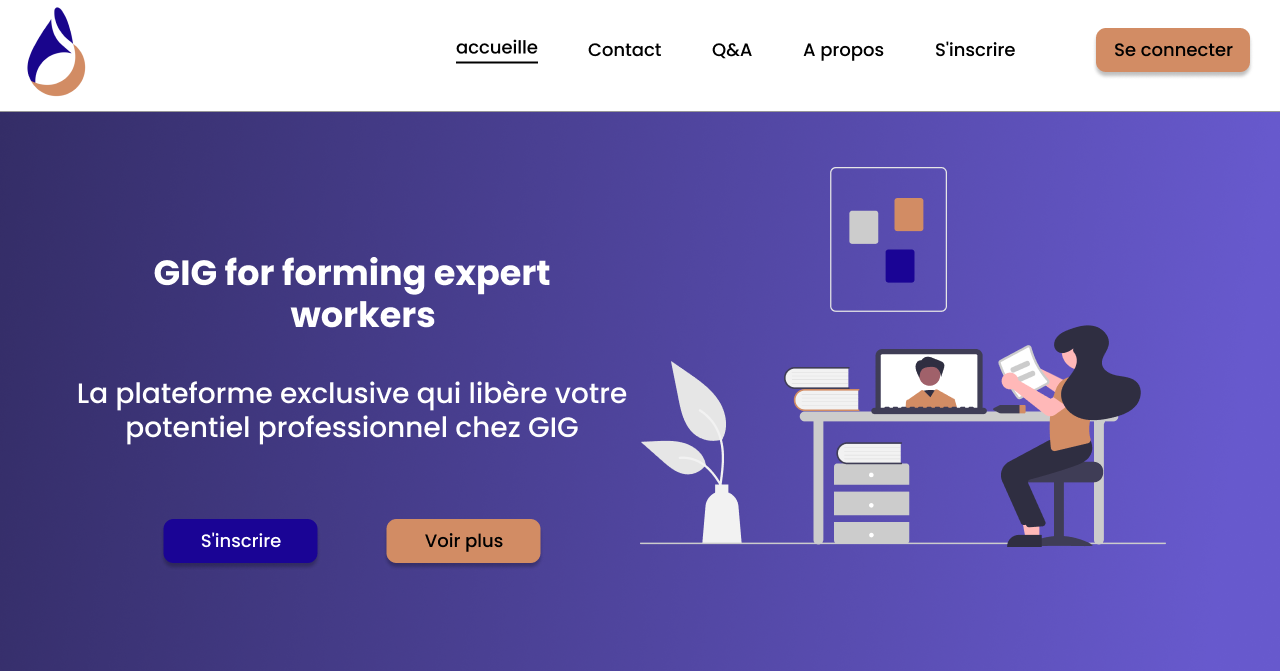 accueille
Contact
Q&A
A propos
S'inscrire
Se connecter
GIG for forming expert
workers
La plateforme exclusive qui libère votre
potentiel professionnel chez GIG
S'inscrire
Voir plus